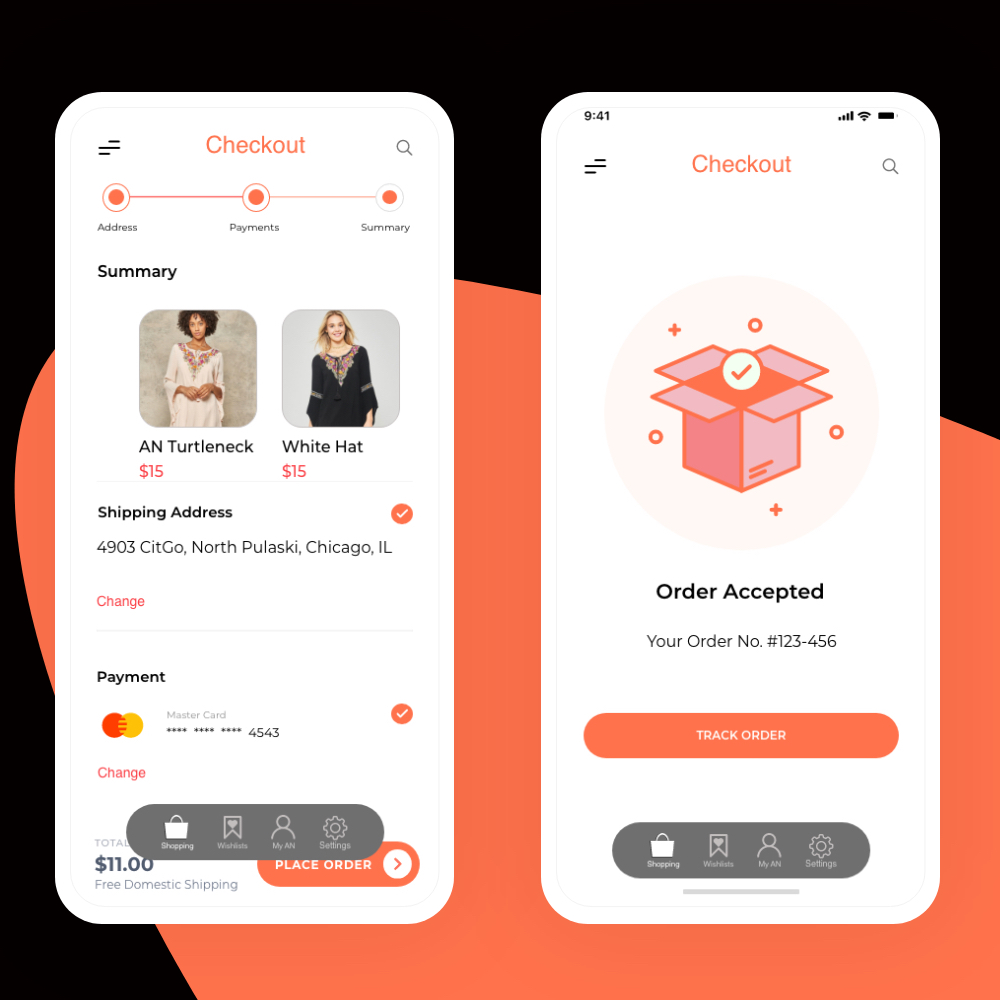 Checkout
Address Payments Summary
Summary
AN Turtleneck White Hat
$15 $15
Shipping Address
4903 CitGo, North Pulaski, Chicago, IL
Change
Payment
Master Card
**** **** **** 4543
Change
Shopping Wishlists My AN Settings
TOTAL
$11.00
PLACE ORDER
Free Domestic Shipping
9:41
Checkout
Order Accepted
Your Order No. #123-456
TRACK ORDER
Shopping Wishlists My AN Settings